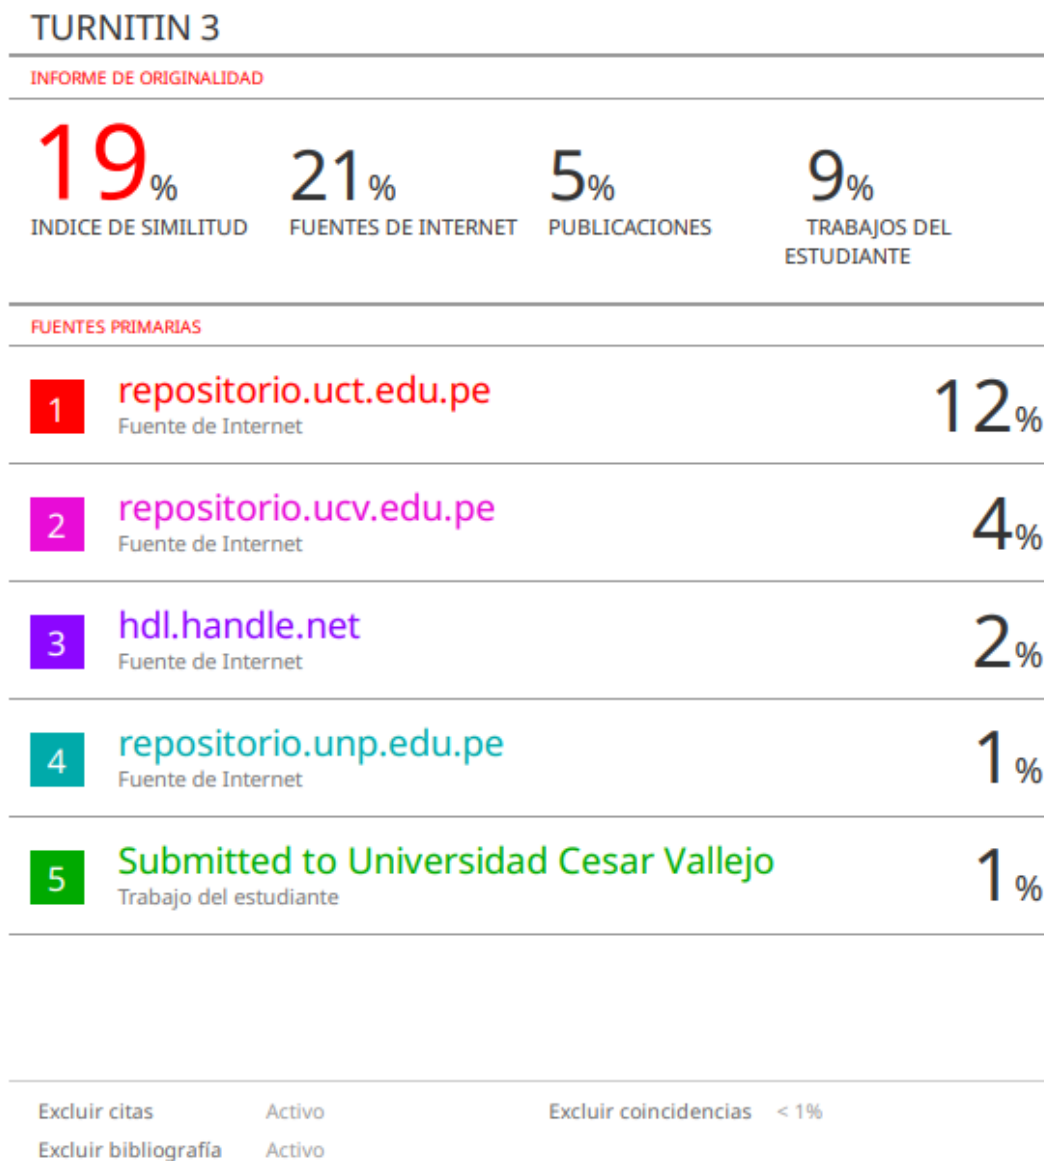 TURNITIN 3
INFORME DE ORIGINALIDAD
19% 21% 5% 9%
INDICE DE SIMILITUD FUENTES DE INTERNET PUBLICACIONES TRABAJOS DEL
ESTUDIANTE
FUENTES PRIMARIAS
1 repositorio.uct.edu.pe 12%
Fuente de Internet
2 repositorio.ucv.edu.pe 4%
Fuente de Internet
3 hdl.handle.net 2%
Fuente de Internet
4 repositorio.unp.edu.pe 1%
Fuente de Internet
5 Submitted to Universidad Cesar Vallejo 1%
Trabajo del estudiante
Excluir citas Activo Excluir coincidencias < 1%
Excluir bibliografía Activo